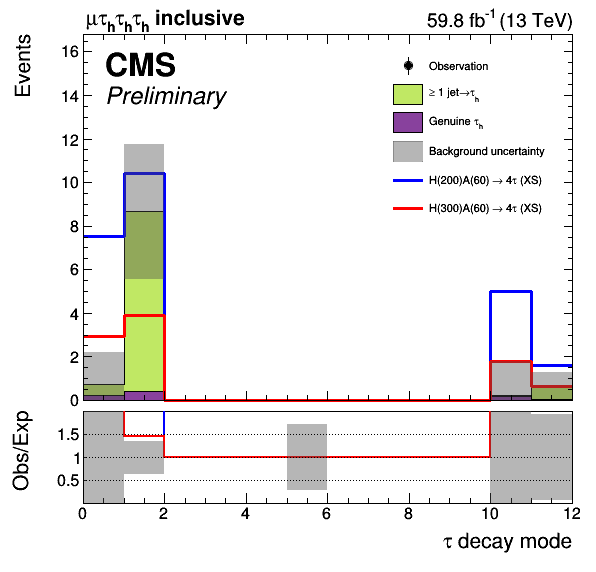 μτhτhτh inclusive
59.8 fb⁻¹ (13 TeV)
Events
CMS
Preliminary
Observation
≥ 1 jet→τh
Genuine τh
Background uncertainty
H(200)A(60) → 4τ (XS)
H(300)A(60) → 4τ (XS)
16
14
12
10
8
6
4
2
0
Obs/Exp
1.5
1
0.5
0 2 4 6 8 10 12
τ decay mode